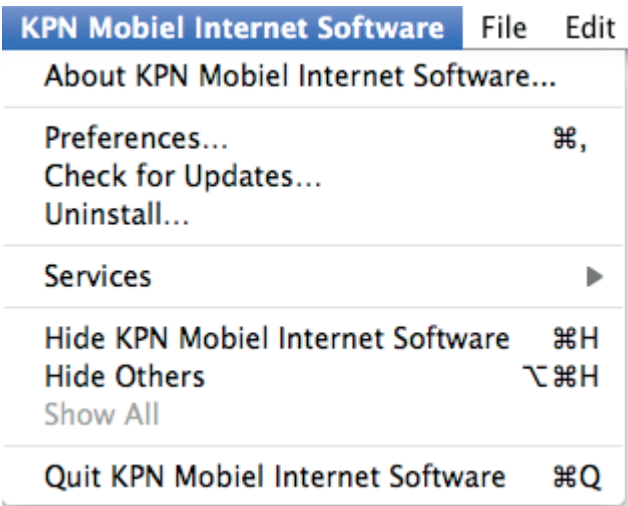 KPN Mobiel Internet Software File Edit
About KPN Mobiel Internet Software...
Preferences... ⌘,
Check for Updates...
Uninstall...
Services
Hide KPN Mobiel Internet Software ⌘H
Hide Others ⌥⌘H
Show All
Quit KPN Mobiel Internet Software ⌘Q